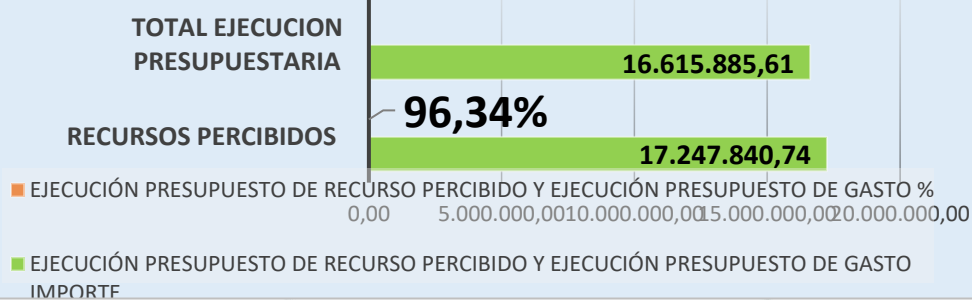 TOTAL EJECUCION
PRESUPUESTARIA
16.615.885,61
96,34%
RECURSOS PERCIBIDOS
17.247.840,74
EJECUCIÓN PRESUPUESTO DE RECURSO PERCIBIDO Y EJECUCIÓN PRESUPUESTO DE GASTO %
0,00 5.000.000,00 10.000.000,00 15.000.000,00 20.000.000,00
EJECUCIÓN PRESUPUESTO DE RECURSO PERCIBIDO Y EJECUCIÓN PRESUPUESTO DE GASTO
IMPORTE